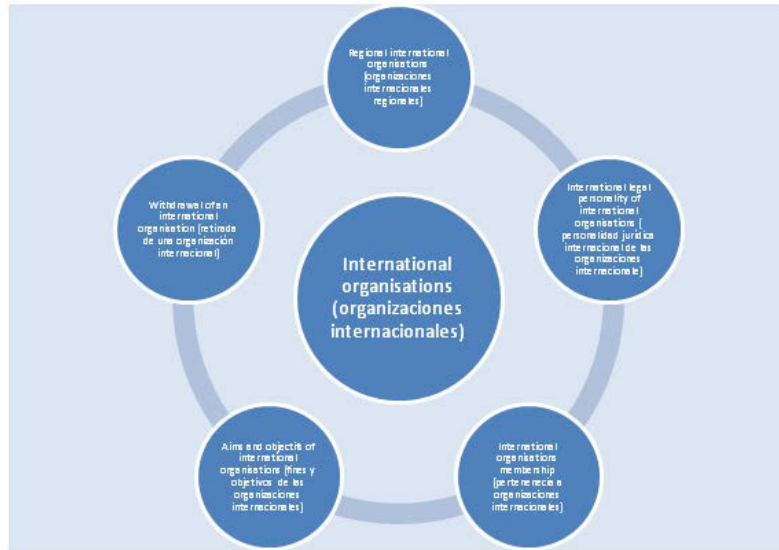 Regional international
organisations
(organizaciones
internacionales
regionales)
International legal
personality of
international
organisations (
personalidad jurídica
internacional de las
organizaciones
internacionale)
International
organisations
membership
(pertenenecia a
organizaciones
internacionales)
Aims and objectifs of
international
organisations (fines y
objetivos de las
organizaciones
internacionales)
Withdrawal of an
international
organisation (retirada
de una organización
internacional)
International
organisations
(organizaciones
internacionales)